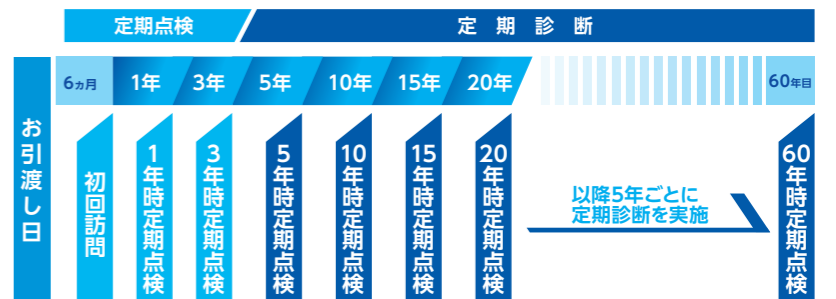 定期点検
定期診断
お引渡し日
6ヵ月
1年
3年
5年
10年
15年
20年
60年目
初回訪問
1年時定期点検
3年時定期点検
5年時定期点検
10年時定期点検
15年時定期点検
20年時定期点検
以降5年ごとに
定期診断を実施
60年時定期点検